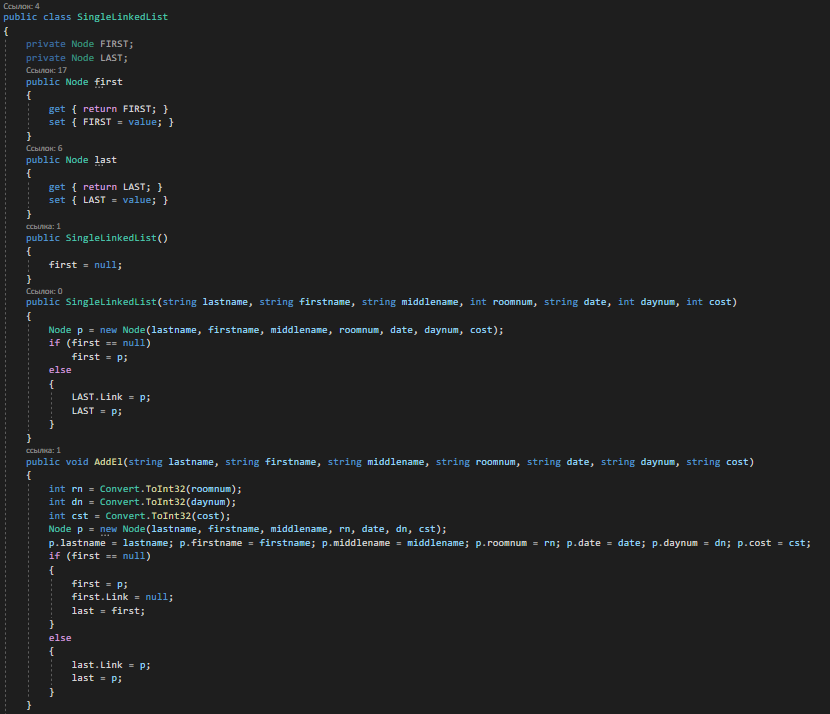 Ссылок: 4
public class SingleLinkedList
{
private Node FIRST;
private Node LAST;
Ссылок: 17
public Node first
{
get { return FIRST; }
set { FIRST = value; }
}
Ссылок: 6
public Node last
{
get { return LAST; }
set { LAST = value; }
}
ссылка: 1
public SingleLinkedList()
{
first = null;
}
Ссылок: 0
public SingleLinkedList(string lastname, string firstname, string middlename, int roomnum, string date, int daynum, int cost)
{
Node p = new Node(lastname, firstname, middlename, roomnum, date, daynum, cost);
if (first == null)
first = p;
else
{
LAST.Link = p;
LAST = p;
}
}
ссылка: 1
public void AddEl(string lastname, string firstname, string middlename, string roomnum, string date, string daynum, string cost)
{
int rn = Convert.ToInt32(roomnum);
int dn = Convert.ToInt32(daynum);
int cst = Convert.ToInt32(cost);
Node p = new Node(lastname, firstname, middlename, rn, date, dn, cst);
p.lastname = lastname; p.firstname = firstname; p.middlename = middlename; p.roomnum = rn; p.date = date; p.daynum = dn; p.cost = cst;
if (first == null)
{
first = p;
first.Link = null;
last = first;
}
else
{
last.Link = p;
last = p;
}
}